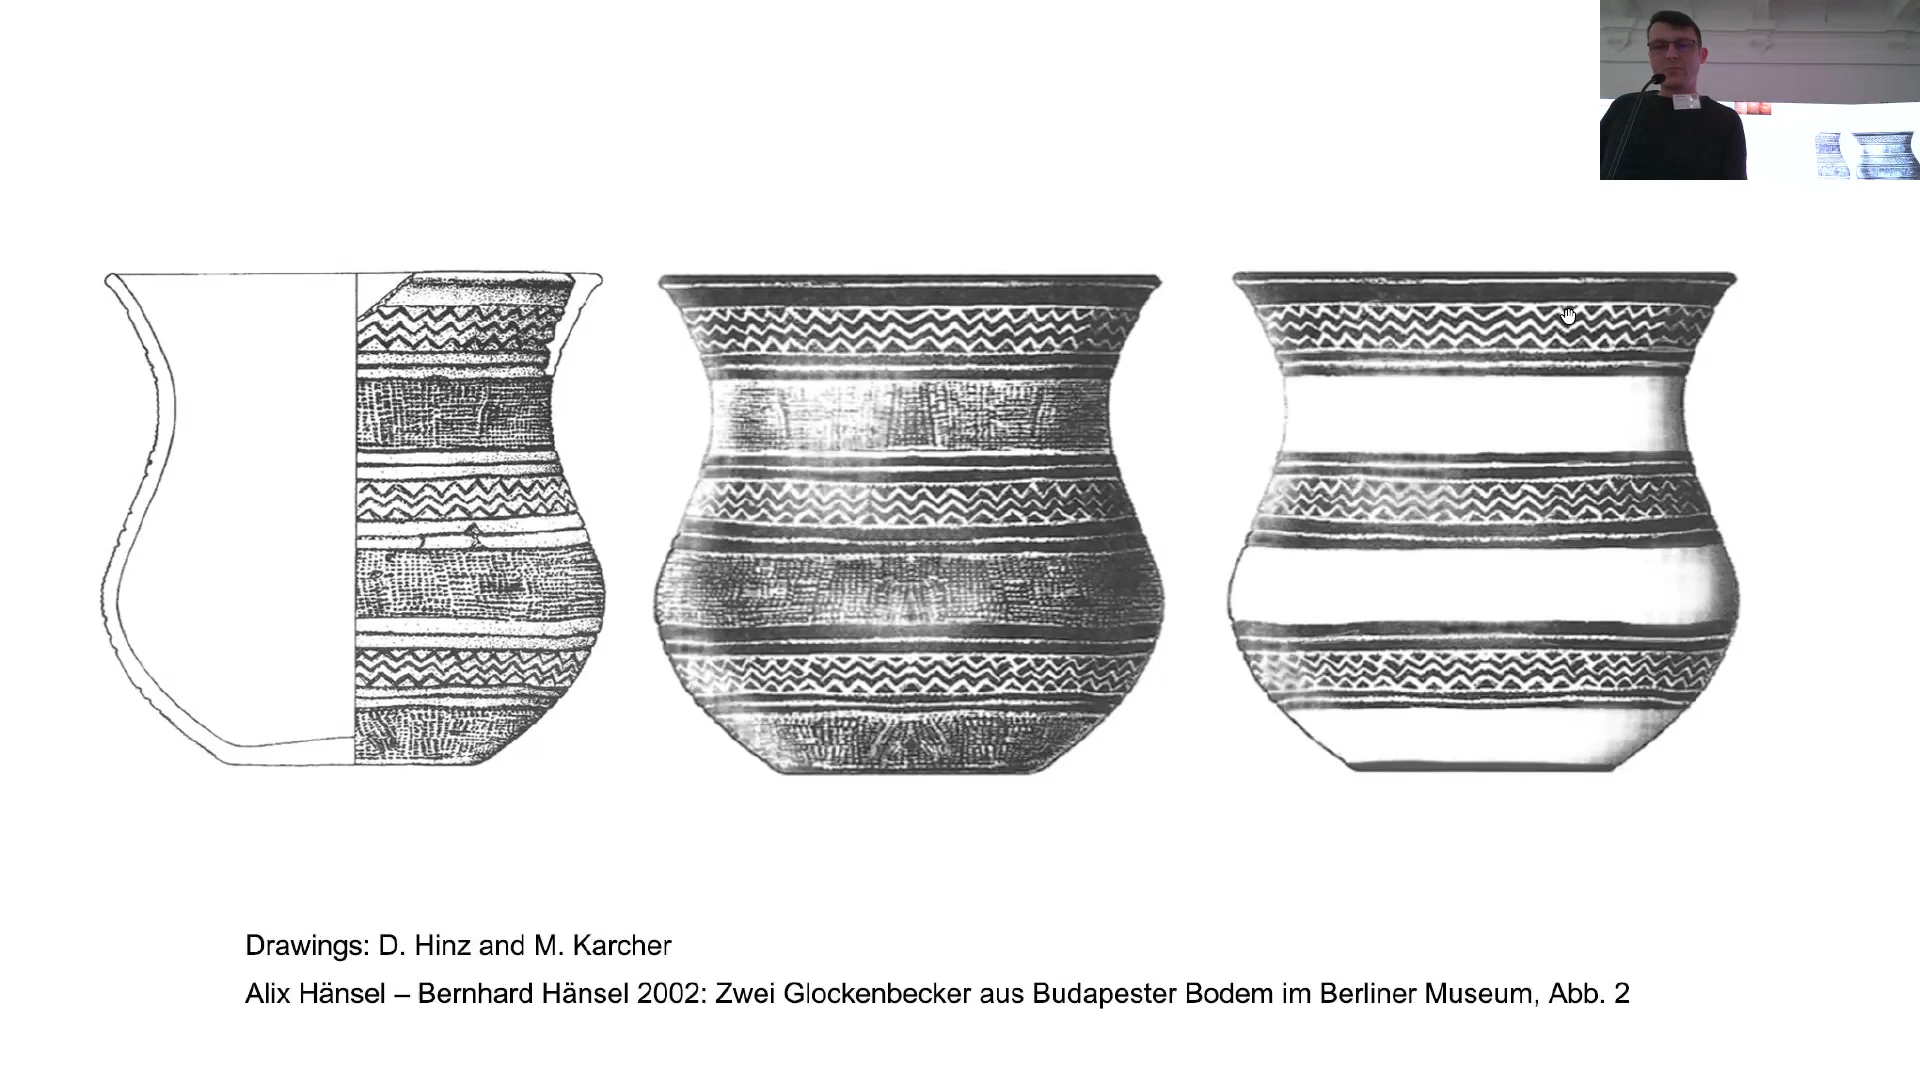 Drawings: D. Hinz and M. Karcher
Alix Hänsel – Bernhard Hänsel 2002: Zwei Glockenbecker aus Budapester Bodem im Berliner Museum, Abb. 2